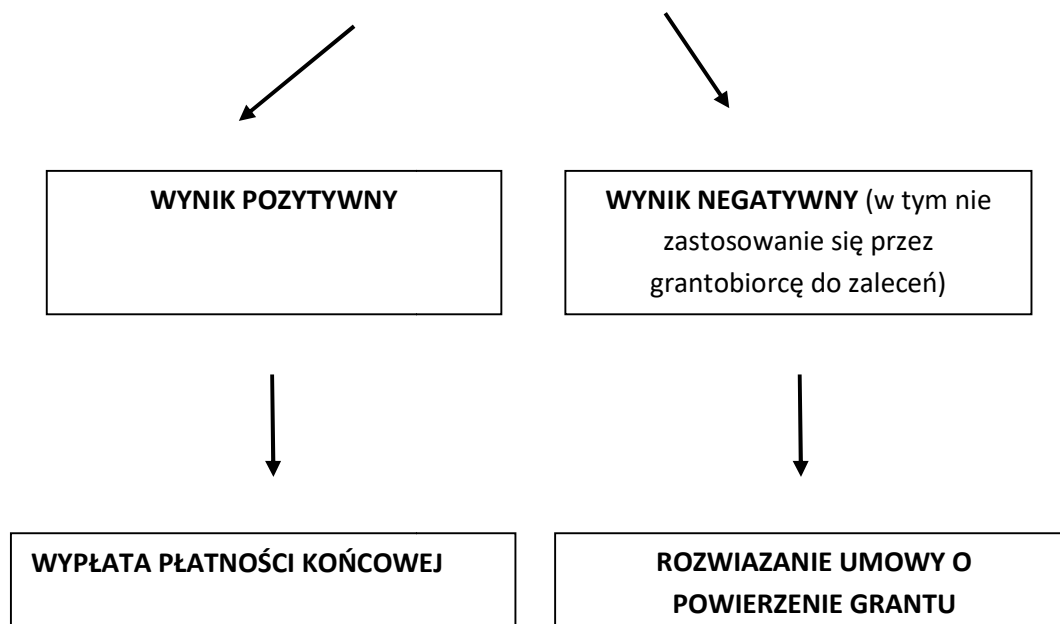 WYNIK POZYTYWNY
WYNIK NEGATYWNY (w tym nie
zastosowanie się przez
grantobiorcę do zaleceń)
WYPŁATA PŁATNOŚCI KOŃCOWEJ
ROZWIAZANIE UMOWY O
POWIERZENIE GRANTU